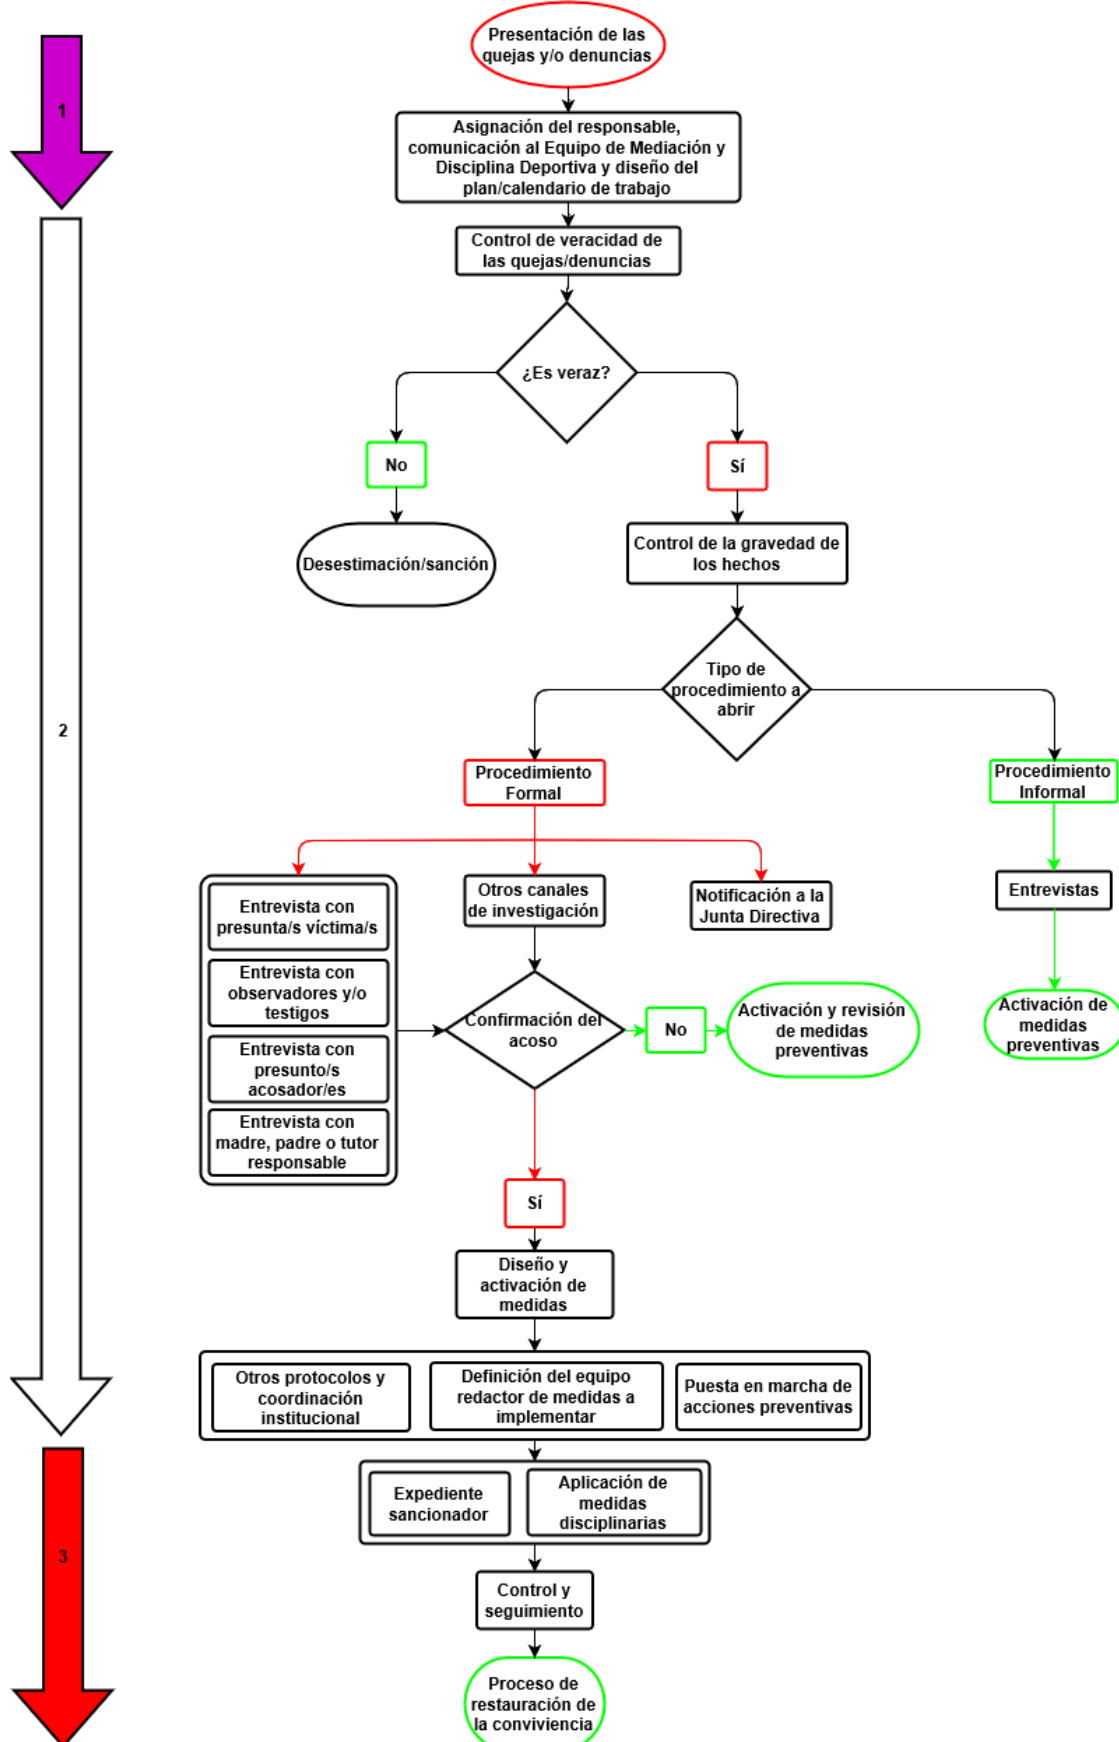 Presentación de las
quejas y/o denuncias
1
Asignación del responsable,
comunicación al Equipo de Mediación y
Disciplina Deportiva y diseño del
plan/calendario de trabajo
Control de veracidad de
las quejas/denuncias
¿Es veraz?
No
Sí
Desestimación/sanción
Control de la gravedad de
los hechos
Tipo de
procedimiento a
abrir
2
Procedimiento
Formal
Procedimiento
Informal
Entrevista con
presunta/s víctima/s
Entrevista con
observadores y/o
testigos
Entrevista con
presunto/s
acosador/es
Entrevista con
madre, padre o tutor
responsable
Otros canales
de investigación
Notificación a la
Junta Directiva
Entrevistas
Confirmación del
acoso
No
Activación y revisión
de medidas
preventivas
Activación de
medidas
preventivas
Sí
Diseño y
activación de
medidas
Otros protocolos y
coordinación
institucional
Definición del equipo
redactor de medidas a
implementar
Puesta en marcha de
acciones preventivas
Expediente
sancionador
Aplicación de
medidas
disciplinarias
3
Control y
seguimiento
Proceso de
restauración de
la conviviencia